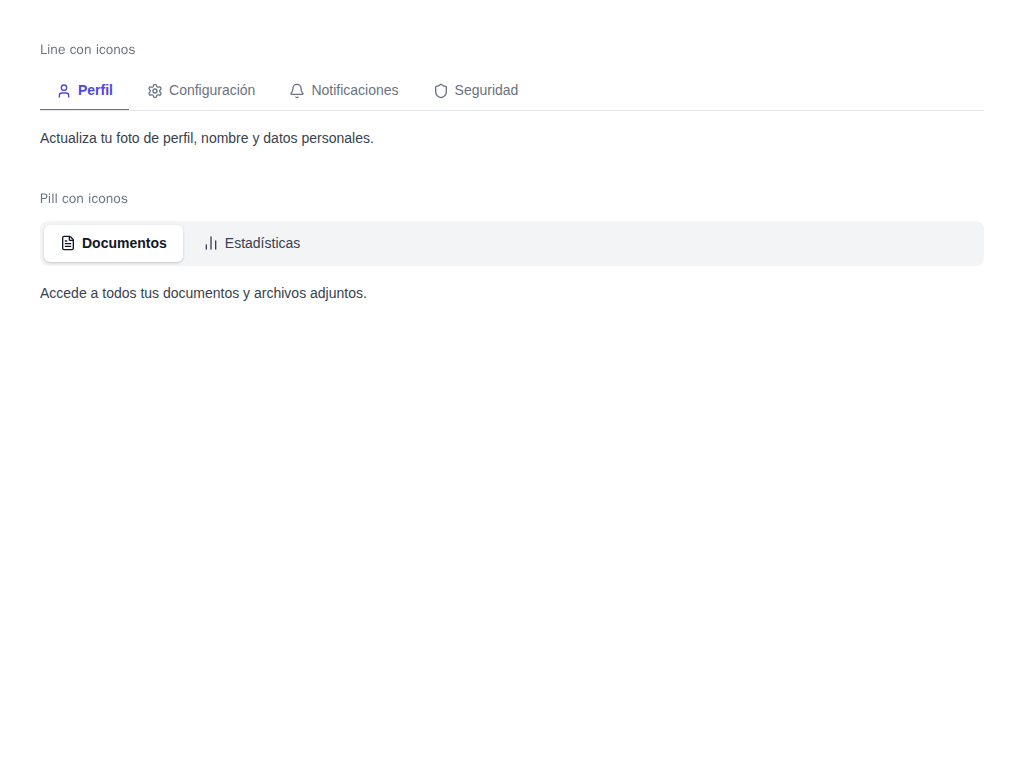 Line con iconos
Perfil Configuración Notificaciones Seguridad
Actualiza tu foto de perfil, nombre y datos personales.
Pill con iconos
Documentos Estadísticas
Accede a todos tus documentos y archivos adjuntos.